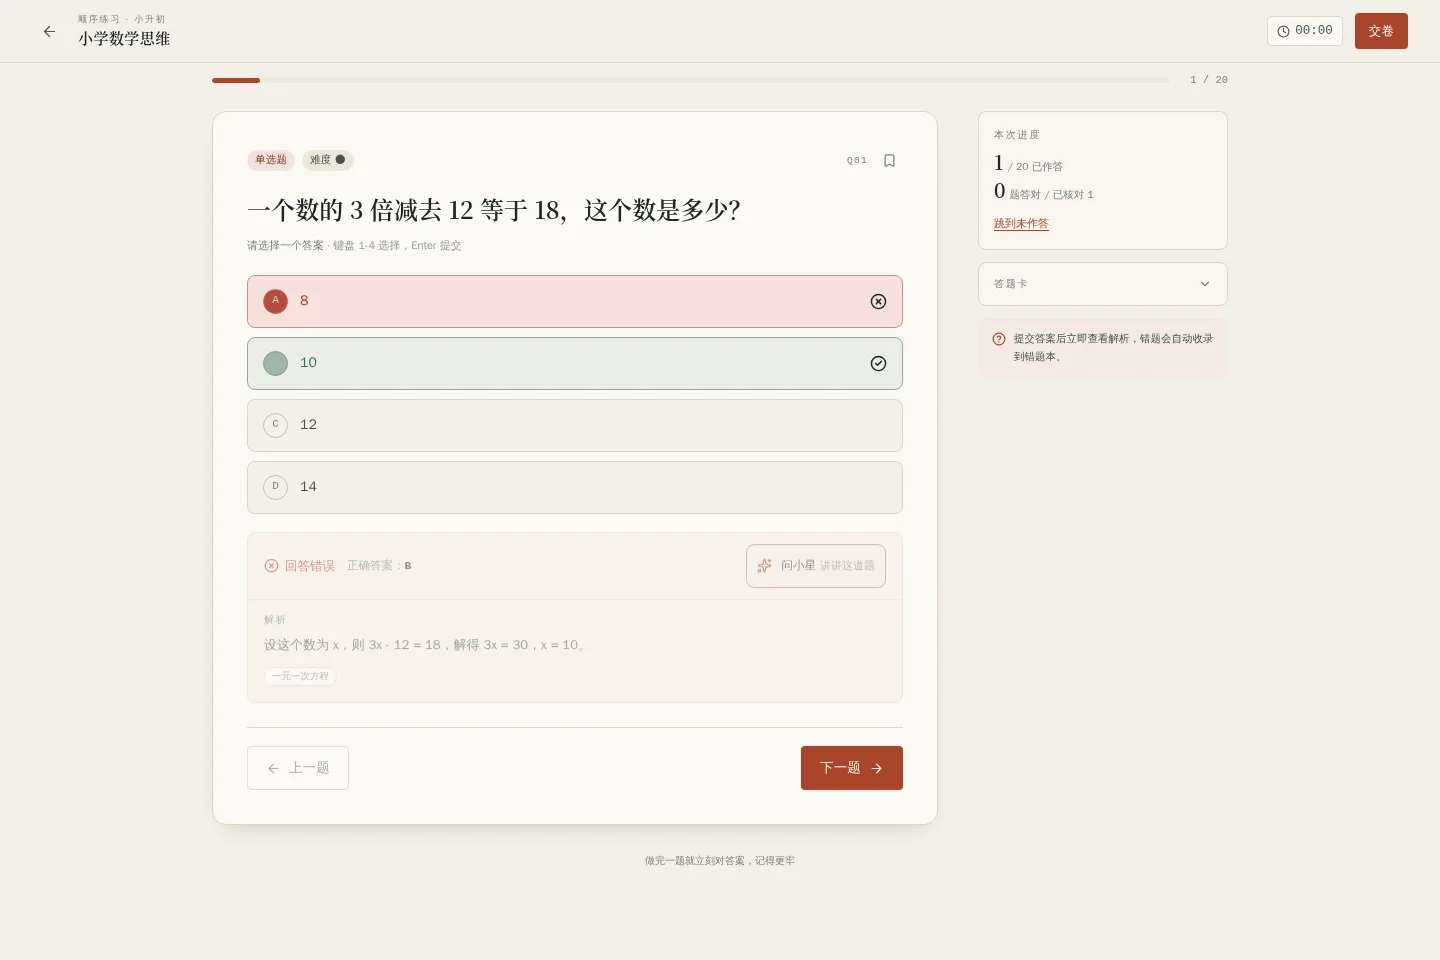 顺序练习 · 小升初
小学数学思维
00:00
交卷
1 / 20
单选题
难度
Q01
一个数的 3 倍减去 12 等于 18，这个数是多少？
请选择一个答案 · 键盘 1-4 选择，Enter 提交
A 8
10
C 12
D 14
回答错误 正确答案：B
问小星 讲讲这道题
解析
设这个数为 x，则 3x - 12 = 18，解得 3x = 30，x = 10。
一元一次方程
上一题
下一题
本次进度
1 / 20 已作答
0 题答对 / 已核对 1
跳到未作答
答题卡
提交答案后立即查看解析，错题会自动收录
到错题本。
做完一题就立刻对答案，记得更牢